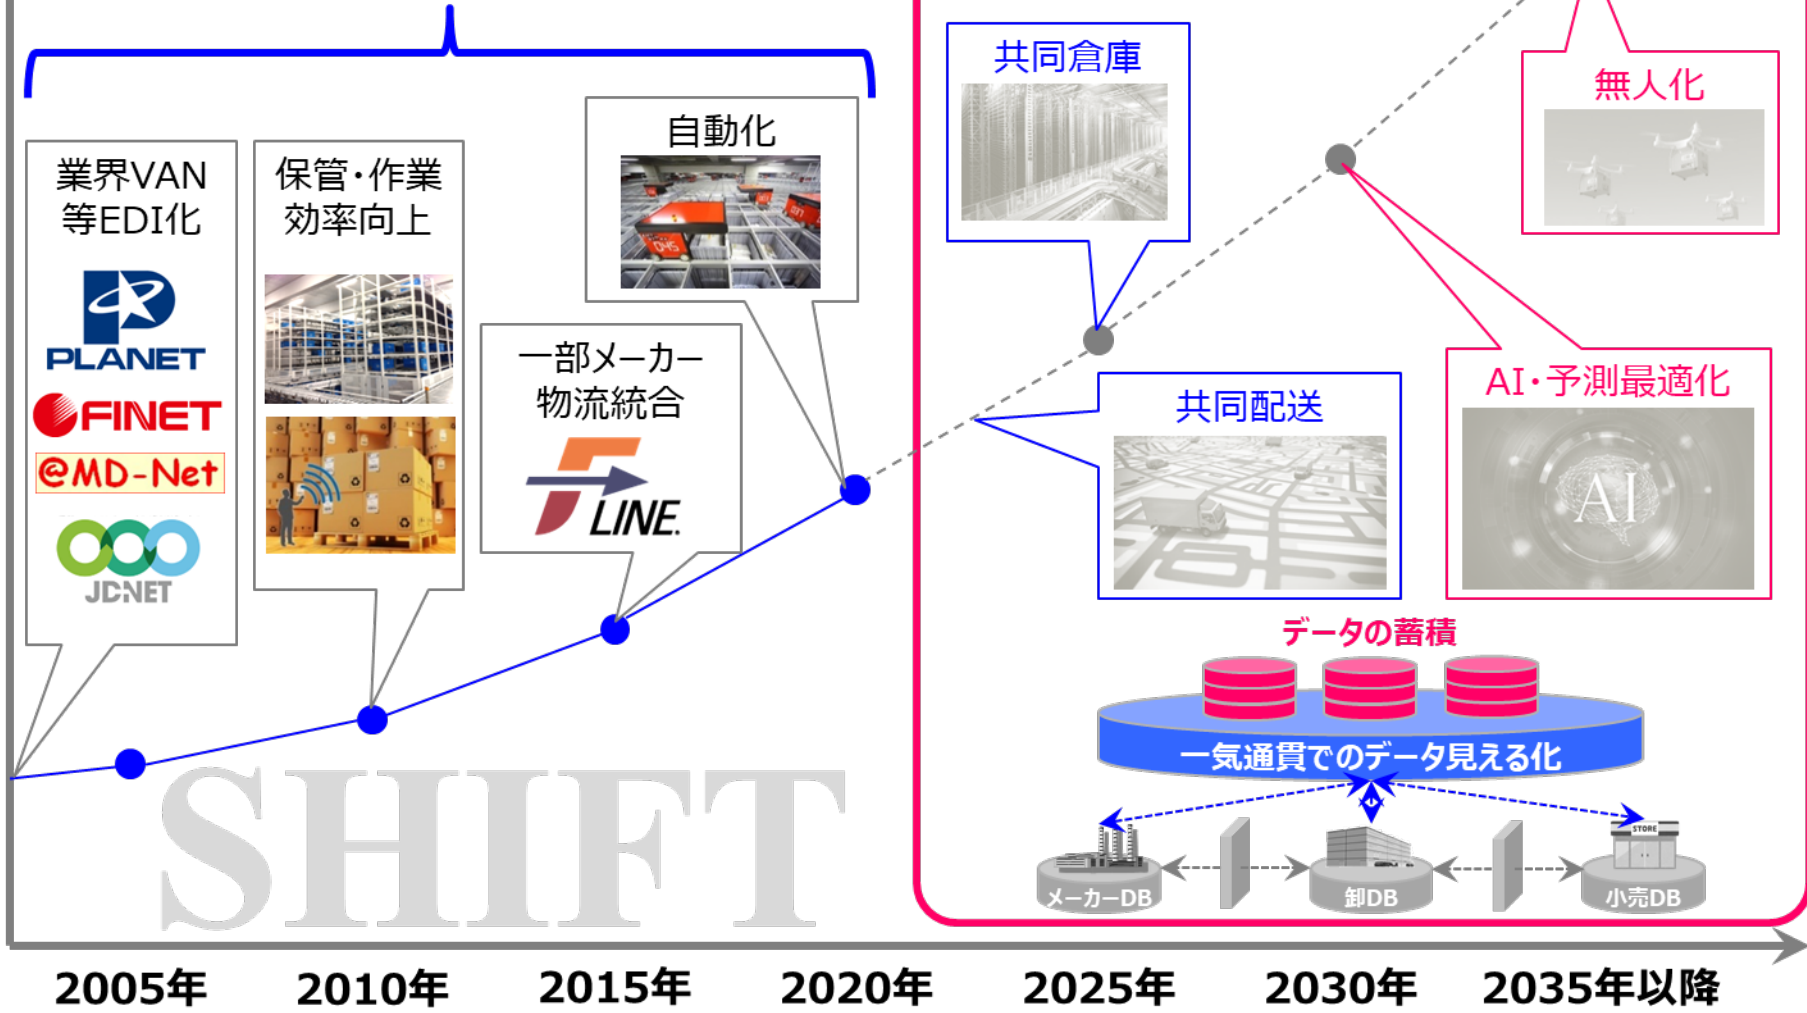 業界VAN
等EDI化
PLANET
FINET
@MD-Net
JD-NET
保管・作業
効率向上
一部メーカー
物流統合
F
LINE.
自動化
045
共同倉庫
共同配送
無人化
AI・予測最適化
AI
データの蓄積
一気通貫でのデータ見える化
STORE
メーカーDB
卸DB
小売DB
SHIFT
2005年
2010年
2015年
2020年
2025年
2030年
2035年以降